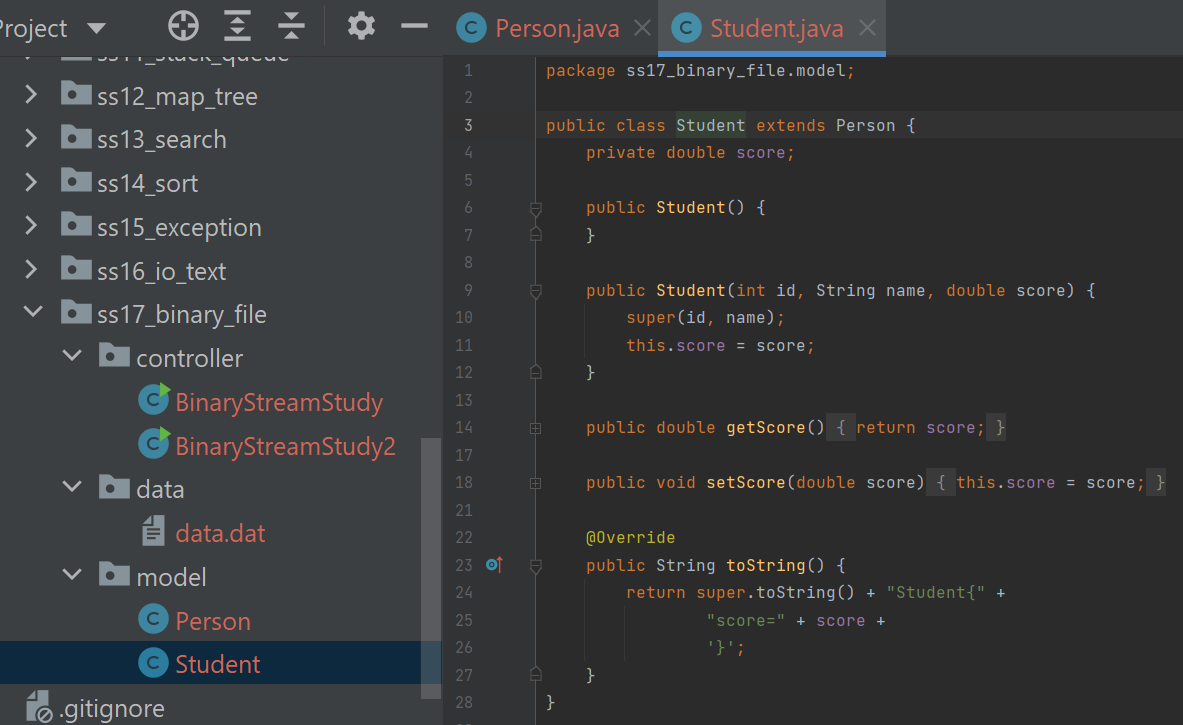 Project
Person.java
Student.java
ss11_stack_queue
ss12_map_tree
ss13_search
ss14_sort
ss15_exception
ss16_io_text
ss17_binary_file
controller
BinaryStreamStudy
BinaryStreamStudy2
data
data.dat
model
Person
Student
.gitignore
1 package ss17_binary_file.model;
2
3 public class Student extends Person {
4 private double score;
5
6 public Student() {
7 }
8
9 public Student(int id, String name, double score) {
10 super(id, name);
11 this.score = score;
12 }
13
14 public double getScore() { return score; }
17
18 public void setScore(double score) { this.score = score; }
21
22 @Override
23 public String toString() {
24 return super.toString() + "Student{" +
25 "score=" + score +
26 '}';
27 }
28 }